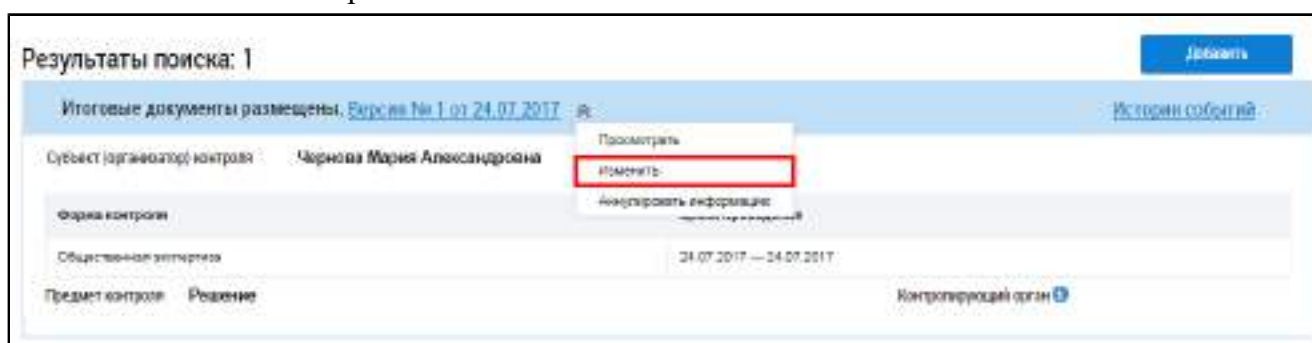 Результаты поиска: 1
Добавить
Итоговые документы размещены. Версия № 1 от 24.07.2017
История событий
Просмотреть
Субъект (организатор) контроля Чернова Мария Александровна
Изменить
Аннулировать информацию
Форма контроля
Общественная экспертиза 24.07.2017 — 24.07.2017
Предмет контроля Решение Контролирующий орган